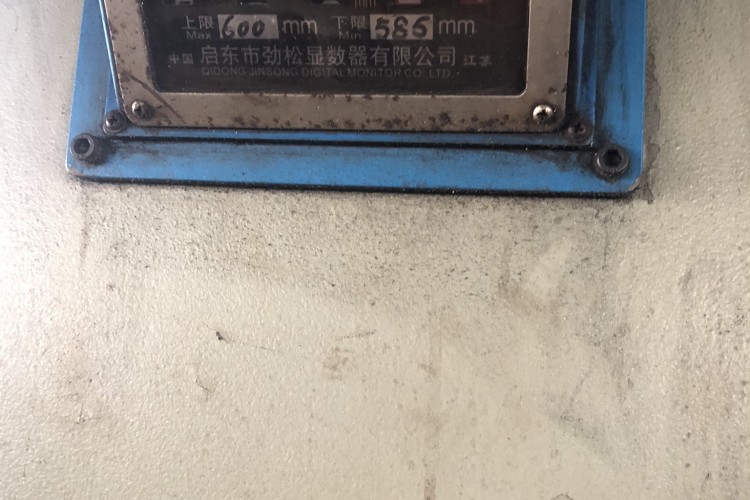 mm
上限 600 mm 下限 585 mm
Max Min
中国 启东市劲松显数器有限公司 江苏
QIDONG JINSONG DIGITAL MONITOR CO.LTD.